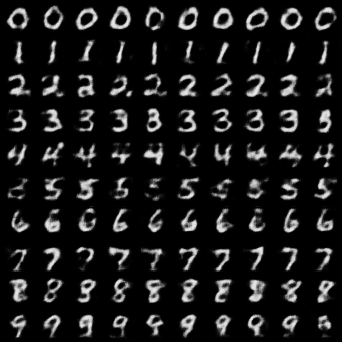 0 0 0 0 0 0 0 0 0 0
1 1 1 1 1 1 1 1 1 1
2 2 2 2 2 2 2 2 2 2
3 3 3 3 3 3 3 3 3 3
4 4 4 4 4 4 4 4 4 4
5 5 5 5 5 5 5 5 5 5
6 6 6 6 6 6 6 6 6 6
7 7 7 7 7 7 7 7 7 7
8 8 8 8 8 8 8 8 8 8
9 9 9 9 9 9 9 9 9 9